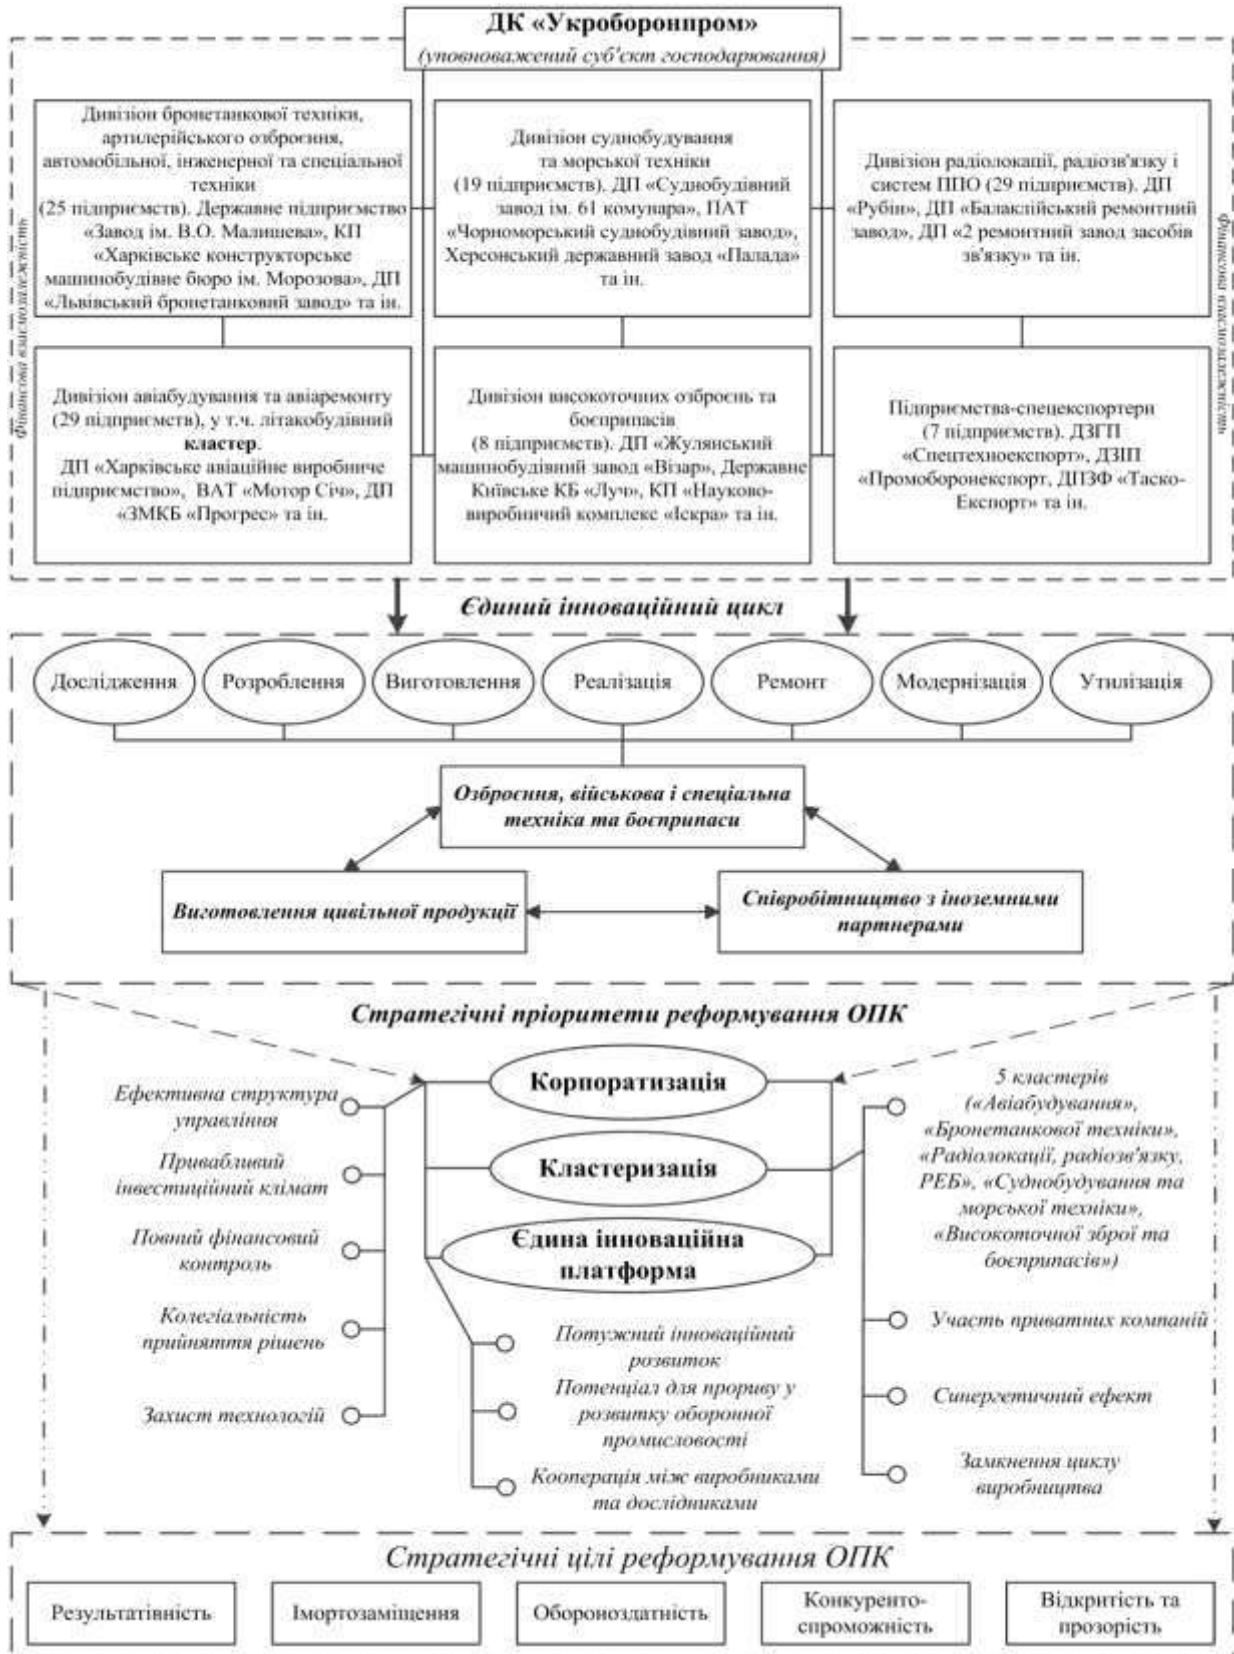 ДК «Укроборонпром»
(уповноважений суб'єкт господарювання)
Фінансова взаємозалежність
Дивізіон бронетанкової техніки,
артилерійського озброєння,
автомобільної, інженерної та спеціальної
техніки
(25 підприємств). Державне підприємство
«Завод ім. В.О. Малишева», КП
«Харківське конструкторське
машинобудівне бюро ім. Морозова», ДП
«Львівський бронетанковий завод» та ін.
Дивізіон суднобудування
та морської техніки
(19 підприємств). ДП «Суднобудівний
завод ім. 61 комунара», ПАТ
«Чорноморський суднобудівний завод»,
Херсонський державний завод «Палада»
та ін.
Дивізіон радіолокації, радіозв'язку і
систем ППО (29 підприємств). ДП
«Рубін», ДП «Балаклійський ремонтний
завод», ДП «2 ремонтний завод засобів
зв'язку» та ін.
Фінансова взаємозалежність
Дивізіон авіабудування та авіаремонту
(29 підприємств), у т.ч. літакобудівний
кластер.
ДП «Харківське авіаційне виробниче
підприємство», ВАТ «Мотор Січ», ДП
«ЗМКБ «Прогрес» та ін.
Дивізіон високоточних озброєнь та
боєприпасів
(8 підприємств). ДП «Жулянський
машинобудівний завод «Візар», Державне
Київське КБ «Луч», КП «Науково-
виробничий комплекс «Іскра» та ін.
Підприємства-спецекспортери
(7 підприємств). ДЗГП
«Спецтехноекспорт», ДЗІП
«Промоборонекспорт, ДПЗФ «Таско-
Експорт» та ін.
Єдиний інноваційний цикл
Дослідження
Розроблення
Виготовлення
Реалізація
Ремонт
Модернізація
Утилізація
Озброєння, військова і спеціальна
техніка та боєприпаси
Виготовлення цивільної продукції
Співробітництво з іноземними
партнерами
Стратегічні пріоритети реформування ОПК
Корпоратизація
Кластеризація
Єдина інноваційна
платформа
Ефективна структура
управління
Привабливий
інвестиційний клімат
Повний фінансовий
контроль
Колегіальність
прийняття рішень
Захист технологій
Потужний інноваційний
розвиток
Потенціал для прориву у
розвитку оборонної
промисловості
Кооперація між виробниками
та дослідниками
5 кластерів
(«Авіабудування»,
«Бронетанкової техніки»,
«Радіолокації, радіозв'язку,
РЕБ», «Суднобудування та
морської техніки»,
«Високоточної зброї та
боєприпасів»)
Участь приватних компаній
Синергетичний ефект
Замкнення циклу
виробництва
Стратегічні цілі реформування ОПК
Результатівність
Імортозаміщення
Обороноздатність
Конкуренто-
спроможність
Відкритість та
прозорість